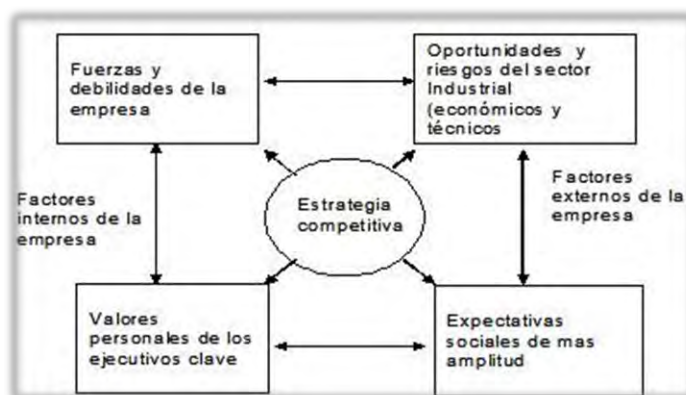 Fuerzas y
debilidades de la
empresa
Oportunidades y
riesgos del sector
Industrial
(económicos y
técnicos
Factores
internos de la
empresa
Estrategia
competitiva
Factores
externos de la
empresa
Valores
personales de los
ejecutivos clave
Expectativas
sociales de mas
amplitud